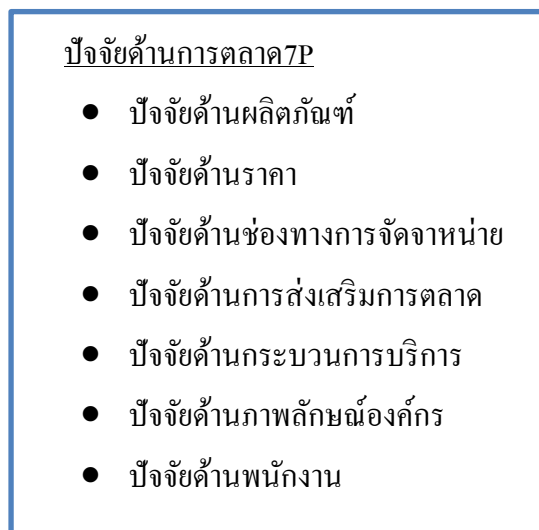 ปัจจัยด้านการตลาด7P
● ปัจจัยด้านผลิตภัณฑ์
● ปัจจัยด้านราคา
● ปัจจัยด้านช่องทางการจัดจาหน่าย
● ปัจจัยด้านการส่งเสริมการตลาด
● ปัจจัยด้านกระบวนการบริการ
● ปัจจัยด้านภาพลักษณ์องค์กร
● ปัจจัยด้านพนักงาน